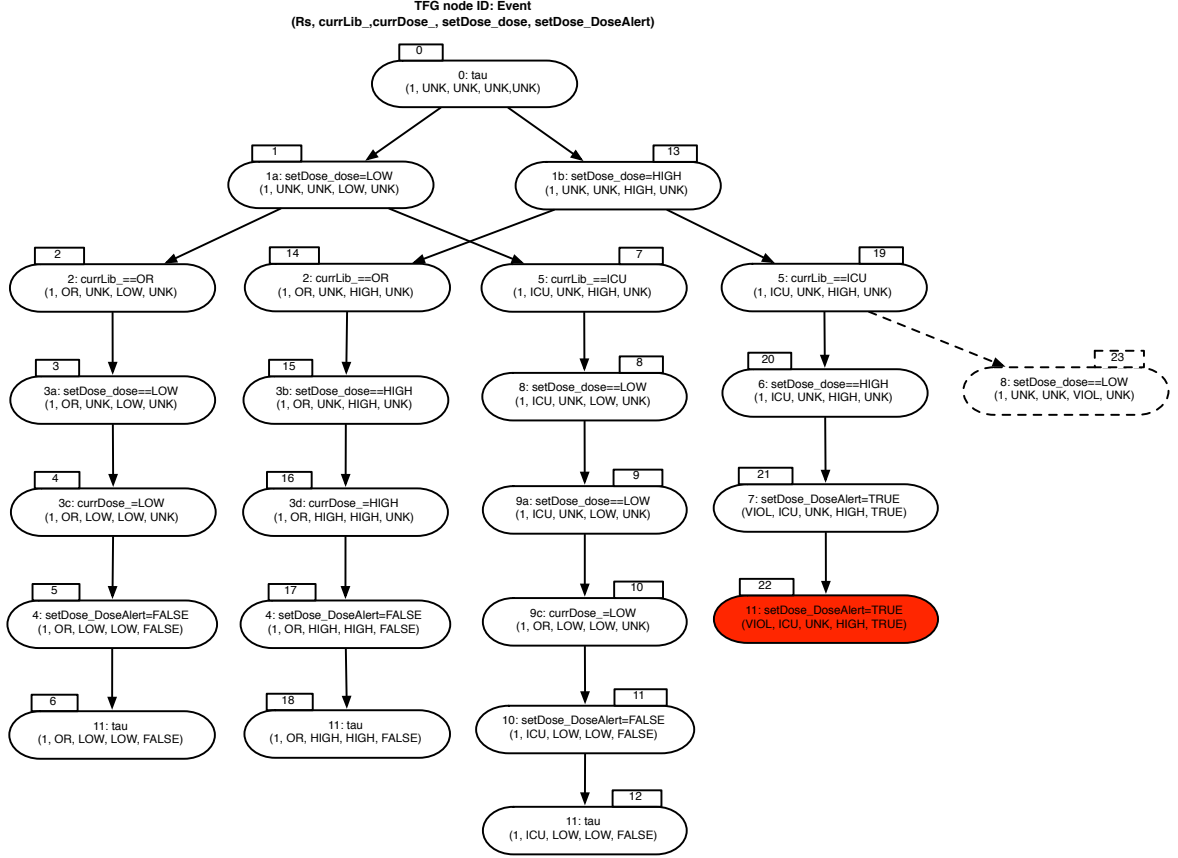 TFG node ID: Event
(Rs, currLib_,currDose_, setDose_dose, setDose_DoseAlert)
0
0: tau
(1, UNK, UNK, UNK,UNK)
1
1a: setDose_dose=LOW
(1, UNK, UNK, LOW, UNK)
13
1b: setDose_dose=HIGH
(1, UNK, UNK, HIGH, UNK)
2
2: currLib_==OR
(1, OR, UNK, LOW, UNK)
14
2: currLib_==OR
(1, OR, UNK, HIGH, UNK)
7
5: currLib_==ICU
(1, ICU, UNK, HIGH, UNK)
19
5: currLib_==ICU
(1, ICU, UNK, HIGH, UNK)
3
3a: setDose_dose==LOW
(1, OR, UNK, LOW, UNK)
15
3b: setDose_dose==HIGH
(1, OR, UNK, HIGH, UNK)
8
8: setDose_dose==LOW
(1, ICU, UNK, LOW, UNK)
20
6: setDose_dose==HIGH
(1, ICU, UNK, HIGH, UNK)
23
8: setDose_dose==LOW
(1, UNK, UNK, VIOL, UNK)
4
3c: currDose_=LOW
(1, OR, LOW, LOW, UNK)
16
3d: currDose_=HIGH
(1, OR, HIGH, HIGH, UNK)
9
9a: setDose_dose==LOW
(1, ICU, UNK, LOW, UNK)
21
7: setDose_DoseAlert=TRUE
(VIOL, ICU, UNK, HIGH, TRUE)
5
4: setDose_DoseAlert=FALSE
(1, OR, LOW, LOW, FALSE)
17
4: setDose_DoseAlert=FALSE
(1, OR, HIGH, HIGH, FALSE)
10
9c: currDose_=LOW
(1, OR, LOW, LOW, UNK)
22
11: setDose_DoseAlert=TRUE
(VIOL, ICU, UNK, HIGH, TRUE)
6
11: tau
(1, OR, LOW, LOW, FALSE)
18
11: tau
(1, OR, HIGH, HIGH, FALSE)
11
10: setDose_DoseAlert=FALSE
(1, ICU, LOW, LOW, FALSE)
12
11: tau
(1, ICU, LOW, LOW, FALSE)